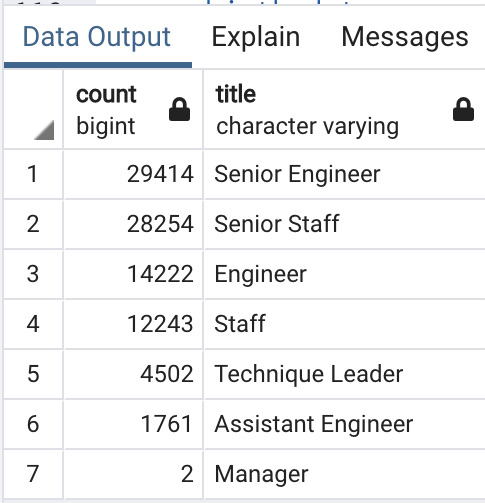 Data Output Explain Messages
count title
bigint character varying
1 29414 Senior Engineer
2 28254 Senior Staff
3 14222 Engineer
4 12243 Staff
5 4502 Technique Leader
6 1761 Assistant Engineer
7 2 Manager